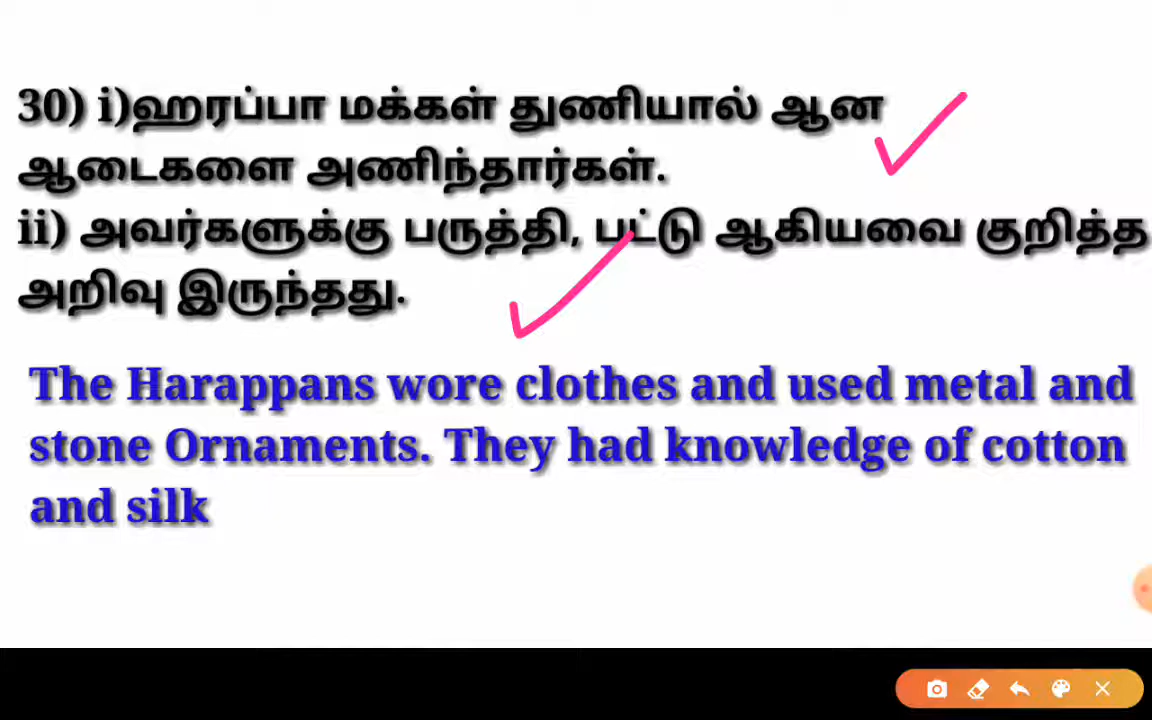 30) i)ஹரப்பா மக்கள் துணியால் ஆன
ஆடைகளை அணிந்தார்கள்.
ii) அவர்களுக்கு பருத்தி, பட்டு ஆகியவை குறித்த
அறிவு இருந்தது.
The Harappans wore clothes and used metal and
stone Ornaments. They had knowledge of cotton
and silk